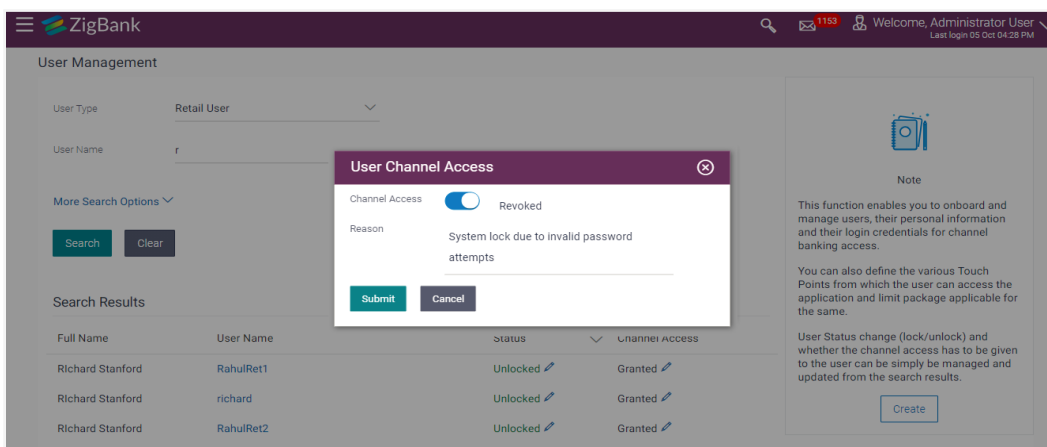 ZigBank
1153
Welcome, Administrator User
Last login 05 Oct 04:28 PM
User Management
User Type
Retail User
User Name
r
More Search Options
Search
Clear
User Channel Access
Channel Access
Revoked
Reason
System lock due to invalid password
attempts
Submit
Cancel
Search Results
Full Name
User Name
Status
Channel Access
RIchard Stanford
RahulRet1
Unlocked
Granted
RIchard Stanford
richard
Unlocked
Granted
RIchard Stanford
RahulRet2
Unlocked
Granted
Note
This function enables you to onboard and
manage users, their personal information
and their login credentials for channel
banking access.
You can also define the various Touch
Points from which the user can access the
application and limit package applicable for
the same.
User Status change (lock/unlock) and
whether the channel access has to be given
to the user can be simply be managed and
updated from the search results.
Create